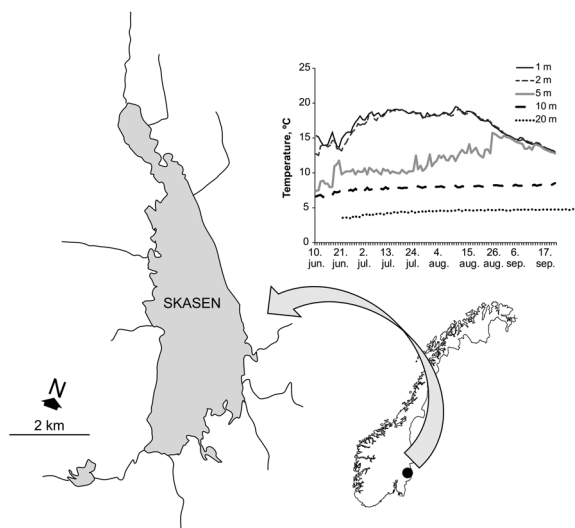 1 m
2 m
5 m
10 m
20 m
Temperature, °C
25
20
15
10
5
0
10. 21. 2. 13. 24. 4. 15. 26. 6. 17.
jun. jun. jul. jul. jul. aug. aug. aug. sep. sep.
SKASEN
N
2 km